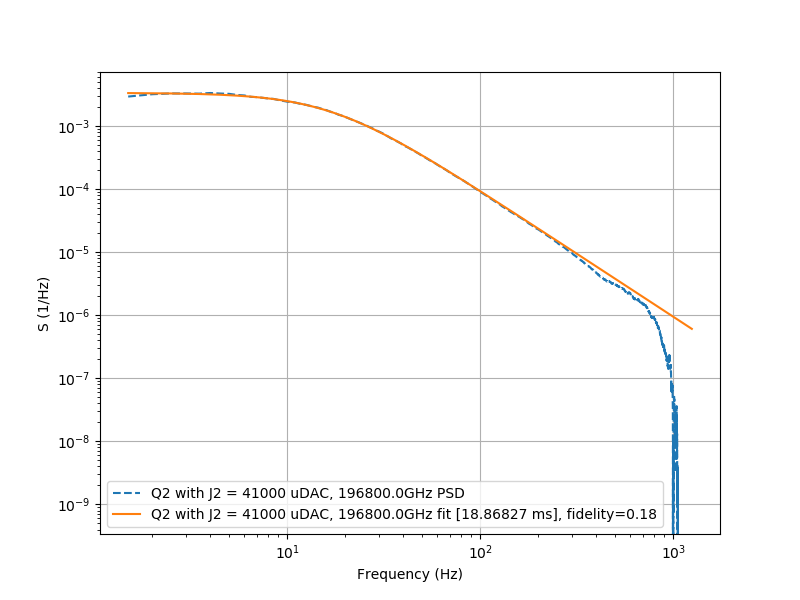 S (1/Hz)
10⁻³
10⁻⁴
10⁻⁵
10⁻⁶
10⁻⁷
10⁻⁸
10⁻⁹
Q2 with J2 = 41000 uDAC, 196800.0GHz PSD
Q2 with J2 = 41000 uDAC, 196800.0GHz fit [18.86827 ms], fidelity=0.18
10¹ 10² 10³
Frequency (Hz)